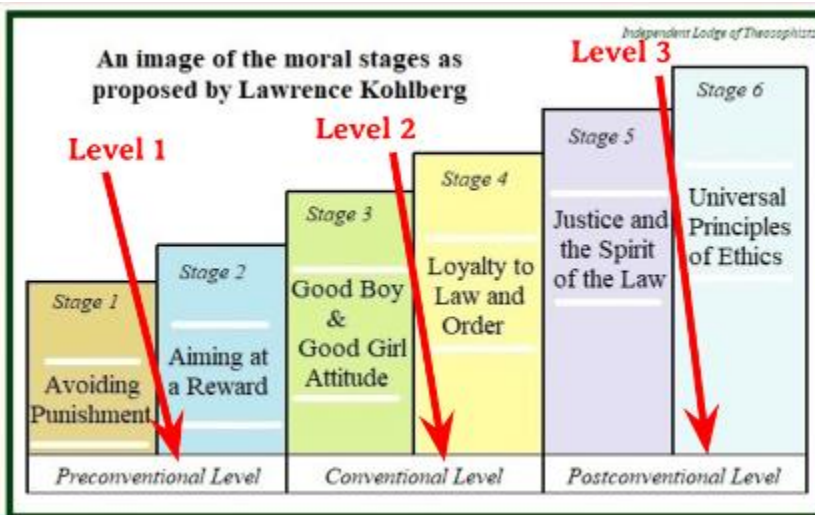 Independent Lodge of Theosophists
An image of the moral stages as
proposed by Lawrence Kohlberg
Level 1
Level 2
Level 3
Stage 1
Avoiding
Punishment
Stage 2
Aiming at
a Reward
Stage 3
Good Boy
&
Good Girl
Attitude
Stage 4
Loyalty to
Law and
Order
Stage 5
Justice and
the Spirit
of the Law
Stage 6
Universal
Principles
of Ethics
Preconventional Level
Conventional Level
Postconventional Level